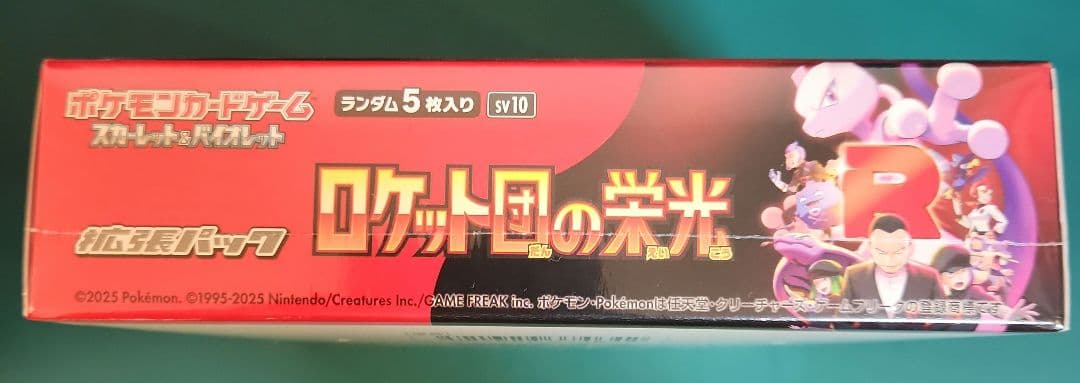 ポケモンカードゲーム
スカーレット&バイオレット
ランダム5枚入り
sv10
ロケット団の栄光
だん えい こう
拡張パック
R
©2025 Pokémon. ©1995-2025 Nintendo/Creatures Inc./GAME FREAK inc. ポケモン・Pokémonは任天堂・クリーチャーズ・ゲームフリークの登録商標です。